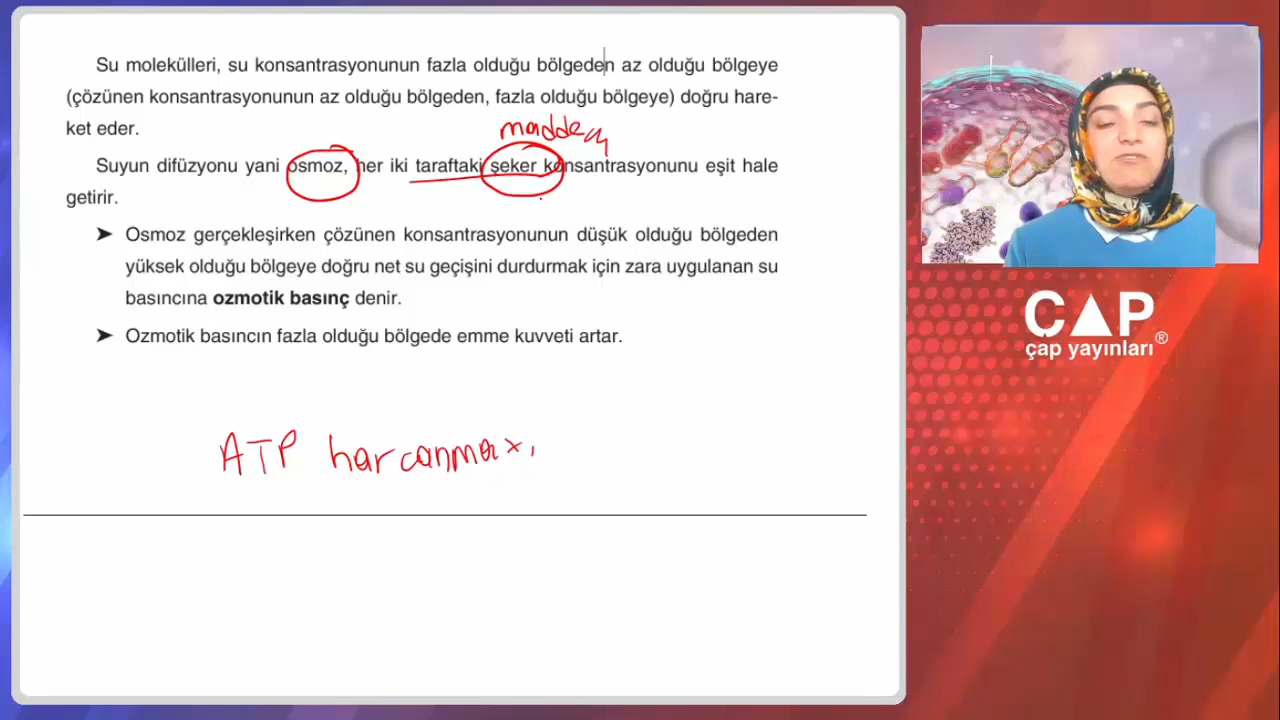 Su molekülleri, su konsantrasyonunun fazla olduğu bölgeden az olduğu bölgeye
(çözünen konsantrasyonunun az olduğu bölgeden, fazla olduğu bölgeye) doğru hare-
ket eder.
madde
Suyun difüzyonu yani osmoz, her iki taraftaki şeker konsantrasyonunu eşit hale
getirir.
➤ Osmoz gerçekleşirken çözünen konsantrasyonunun düşük olduğu bölgeden
yüksek olduğu bölgeye doğru net su geçişini durdurmak için zara uygulanan su
basıncına ozmotik basınç denir.
➤ Ozmotik basıncın fazla olduğu bölgede emme kuvveti artar.
ATP harcanmax,
ÇAP®
çap yayınları